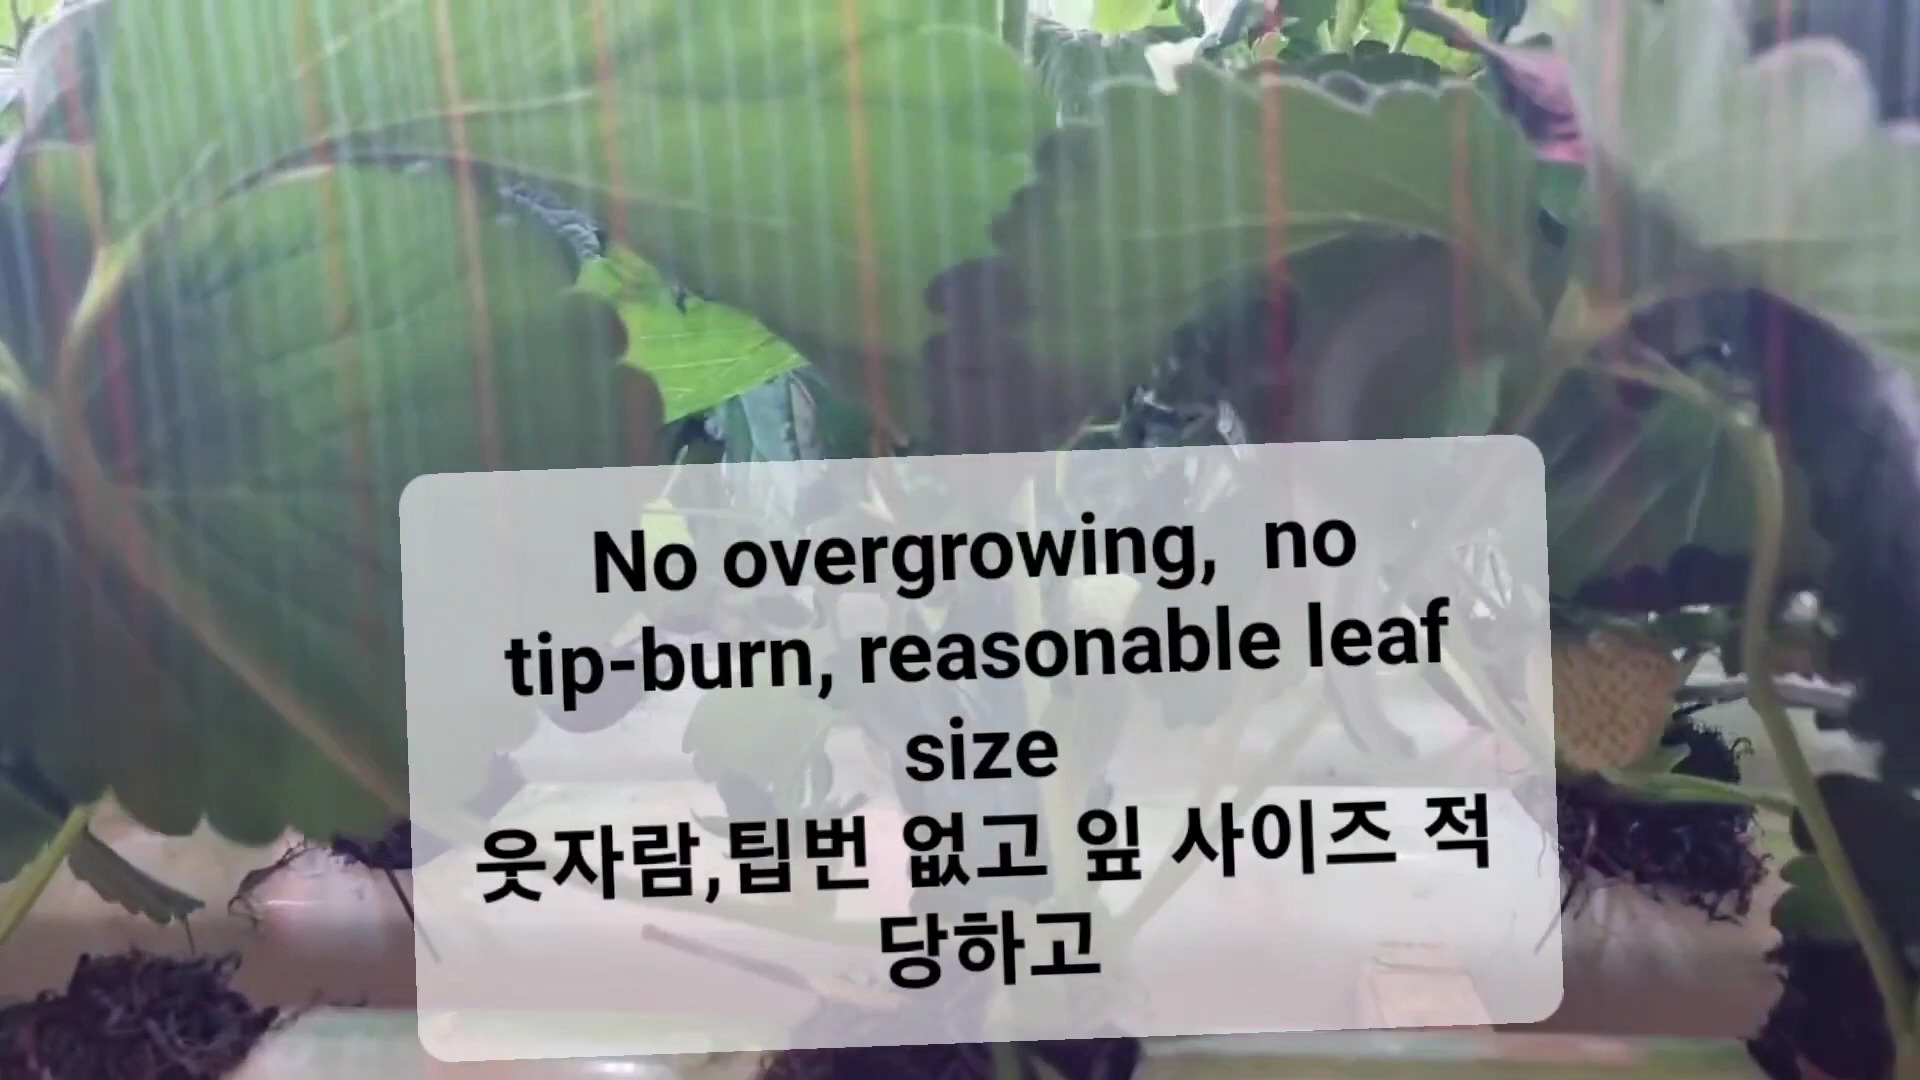 No overgrowing,  no
tip-burn, reasonable leaf
size
웃자람,팁번 없고 잎 사이즈 적
당하고